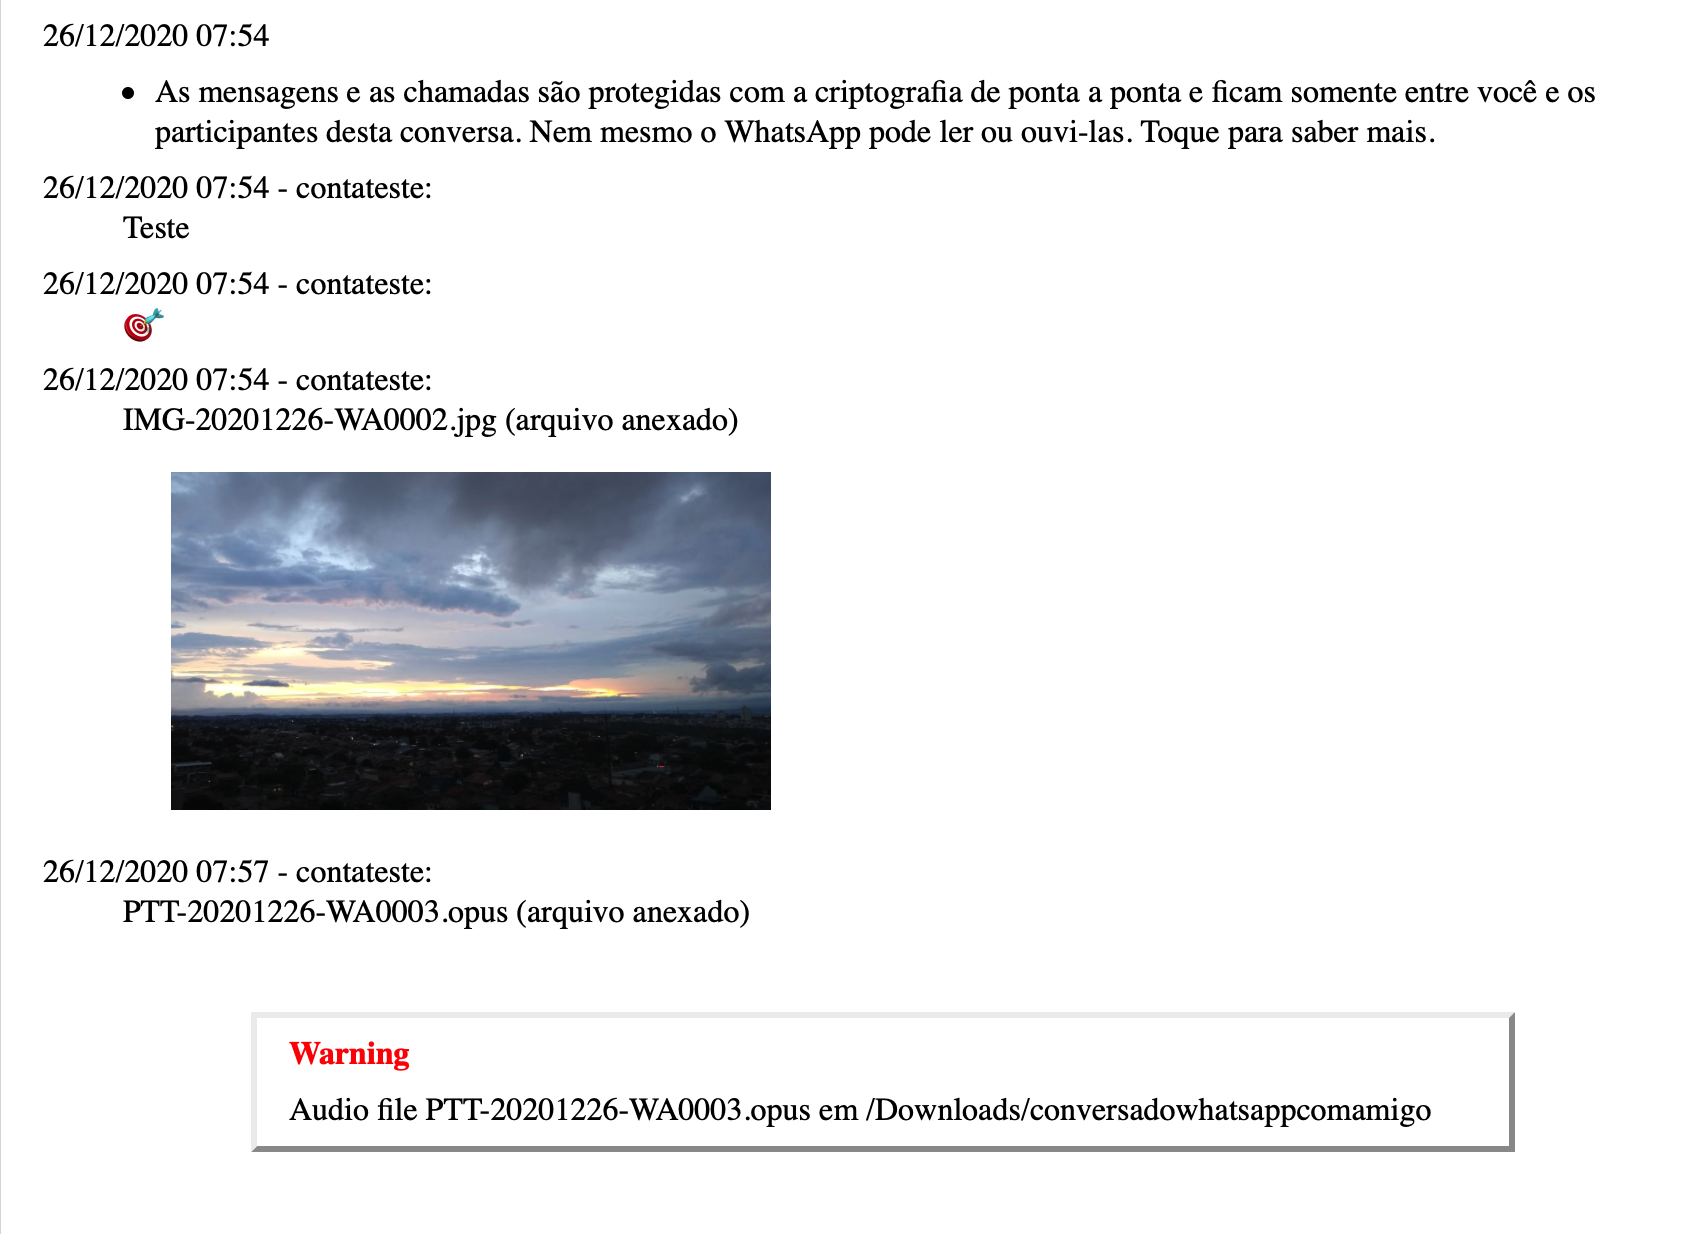 26/12/2020 07:54
• As mensagens e as chamadas são protegidas com a criptografia de ponta a ponta e ficam somente entre você e os
participantes desta conversa. Nem mesmo o WhatsApp pode ler ou ouvi-las. Toque para saber mais.
26/12/2020 07:54 - contateste:
Teste
26/12/2020 07:54 - contateste:
🎯
26/12/2020 07:54 - contateste:
IMG-20201226-WA0002.jpg (arquivo anexado)
26/12/2020 07:57 - contateste:
PTT-20201226-WA0003.opus (arquivo anexado)
Warning
Audio file PTT-20201226-WA0003.opus em /Downloads/conversadowhatsappcomamigo